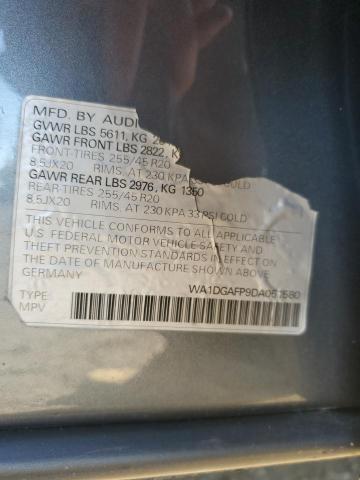 MFD. BY AUDI
GVWR LBS 5611, KG
GAWR FRONT LBS 2822,
FRONT TIRES 255/45 R20
8.5JX20 RIMS, AT 230 KPA COLD
GAWR REAR LBS 2976, KG 1350
REAR TIRES 255/45 R20
8.5JX20 RIMS, AT 230 KPA 33 PSI COLD
THIS VEHICLE CONFORMS TO ALL APPLICABLE
U.S. FEDERAL MOTOR VEHICLE SAFETY AND
THEFT PREVENTION STANDARDS IN EFFECT ON
THE DATE OF MANUFACTURE SHOWN ABOVE.
GERMANY
WA1DGAFP9DA051580
TYPE:
MPV